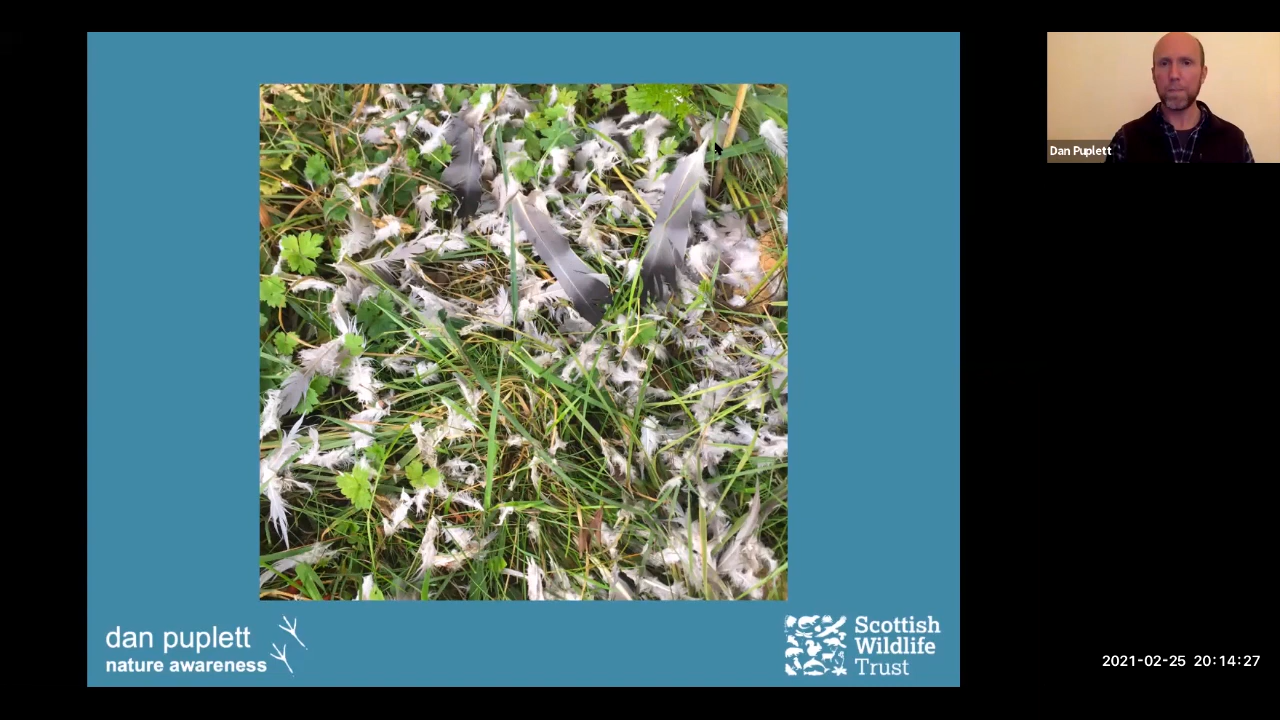 Dan Puplett
dan puplett
nature awareness
Scottish
Wildlife
Trust
2021-02-25 20:14:27